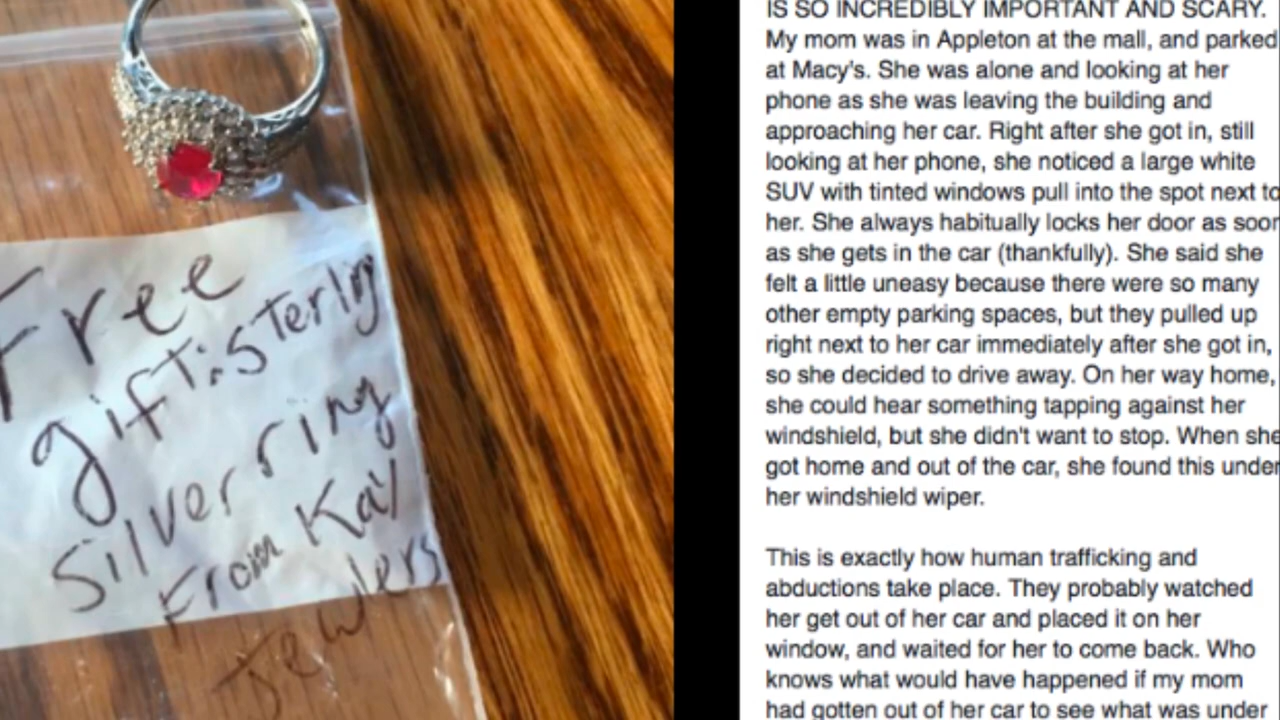 Free
gift: Sterling
Silver ring
From Kay
Jewlers
IS SO INCREDIBLY IMPORTANT AND SCARY.
My mom was in Appleton at the mall, and parked
at Macy's. She was alone and looking at her
phone as she was leaving the building and
approaching her car. Right after she got in, still
looking at her phone, she noticed a large white
SUV with tinted windows pull into the spot next to
her. She always habitually locks her door as soon
as she gets in the car (thankfully). She said she
felt a little uneasy because there were so many
other empty parking spaces, but they pulled up
right next to her car immediately after she got in,
so she decided to drive away. On her way home,
she could hear something tapping against her
windshield, but she didn't want to stop. When she
got home and out of the car, she found this under
her windshield wiper.
This is exactly how human trafficking and
abductions take place. They probably watched
her get out of her car and placed it on her
window, and waited for her to come back. Who
knows what would have happened if my mom
had gotten out of her car to see what was under